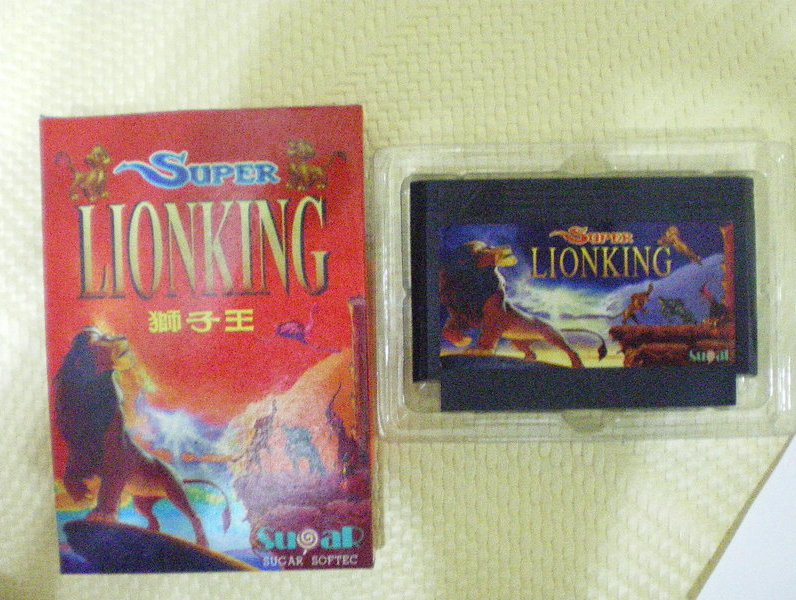 SUPER
LIONKING
獅子王
SugaR
SUGAR SOFTEC
SUPER
LIONKING
SugaR